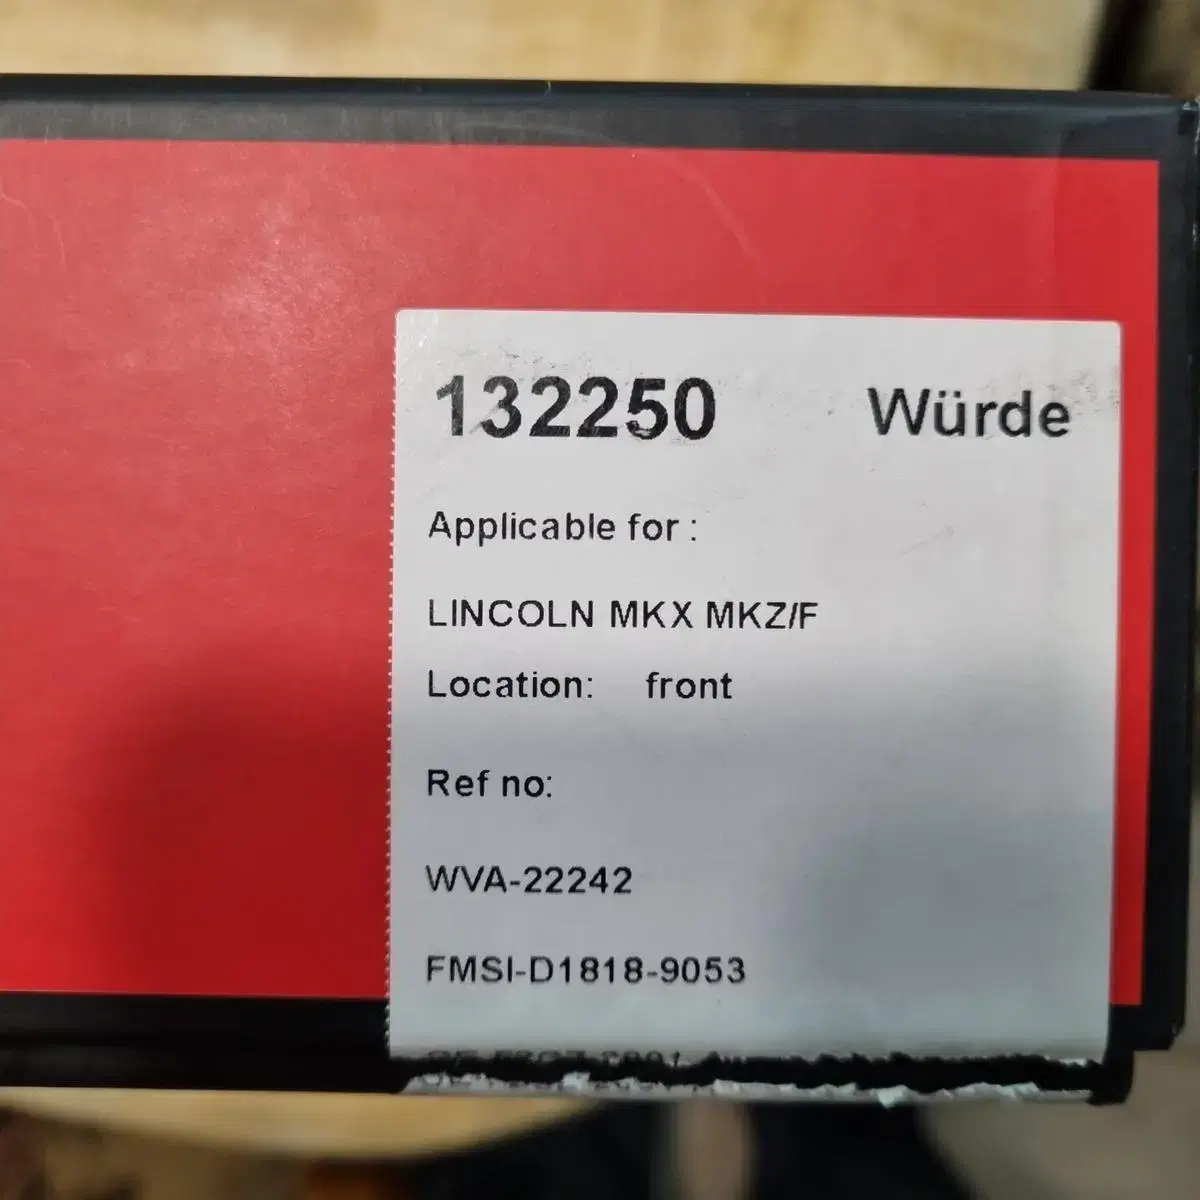 132250 Würde
Applicable for :
LINCOLN MKX MKZ/F
Location: front
Ref no:
WVA-22242
FMSI-D1818-9053